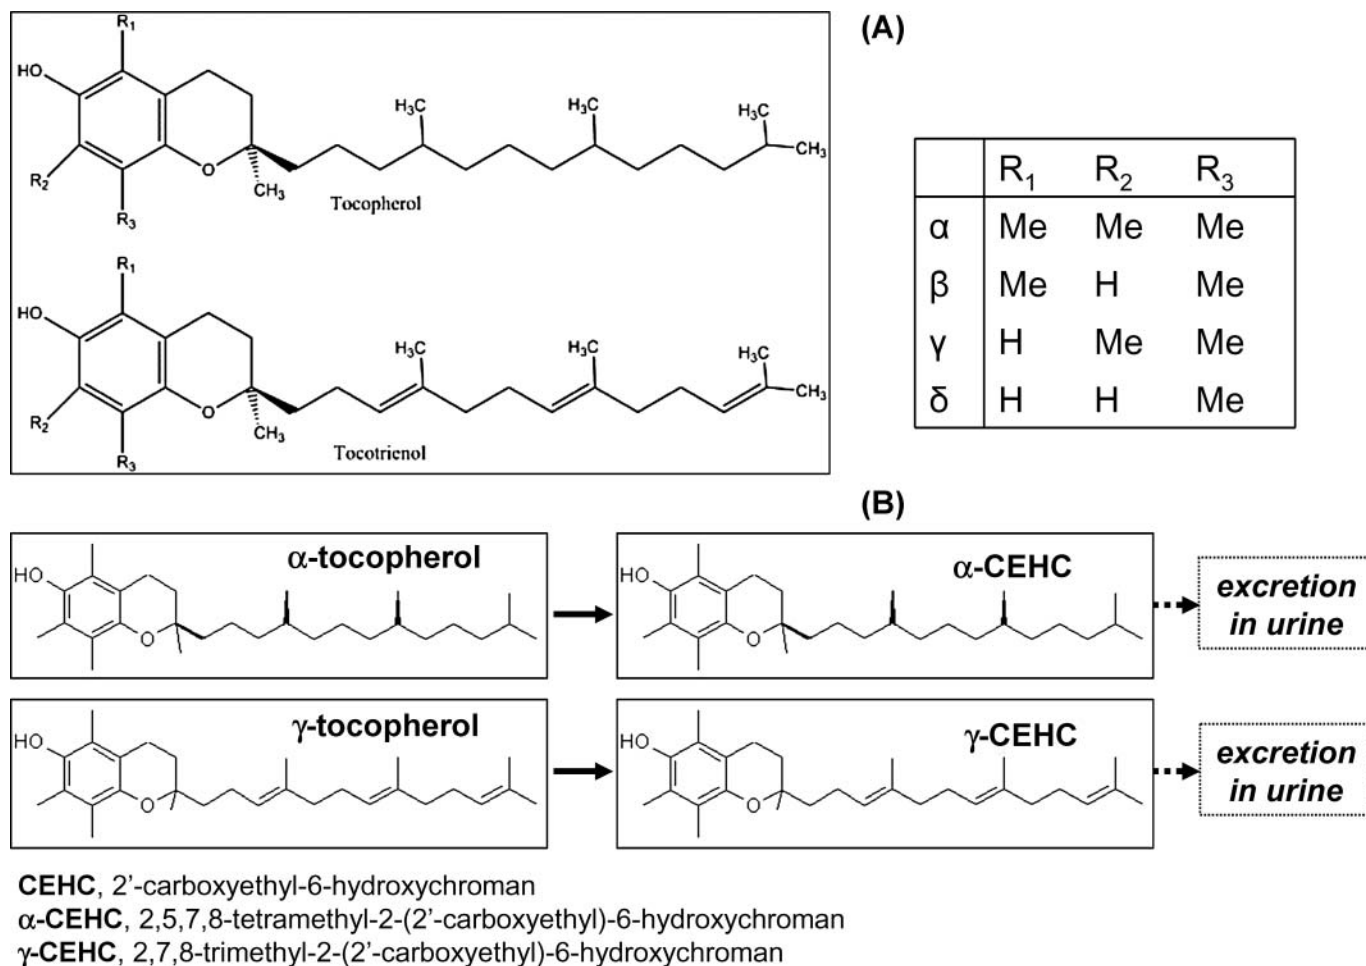 (A)
R1
HO
H3C
H3C
H3C
CH3
O
CH3
R2
R3
Tocopherol
R1
HO
H3C
H3C
H3C
CH3
O
CH3
R2
R3
Tocotrienol
R1 R2 R3
α Me Me Me
β Me H Me
γ H Me Me
δ H H Me
(B)
α-tocopherol
HO
O
α-CEHC
HO
O
excretion
in urine
γ-tocopherol
HO
O
γ-CEHC
HO
O
excretion
in urine
CEHC, 2’-carboxyethyl-6-hydroxychroman
α-CEHC, 2,5,7,8-tetramethyl-2-(2’-carboxyethyl)-6-hydroxychroman
γ-CEHC, 2,7,8-trimethyl-2-(2’-carboxyethyl)-6-hydroxychroman